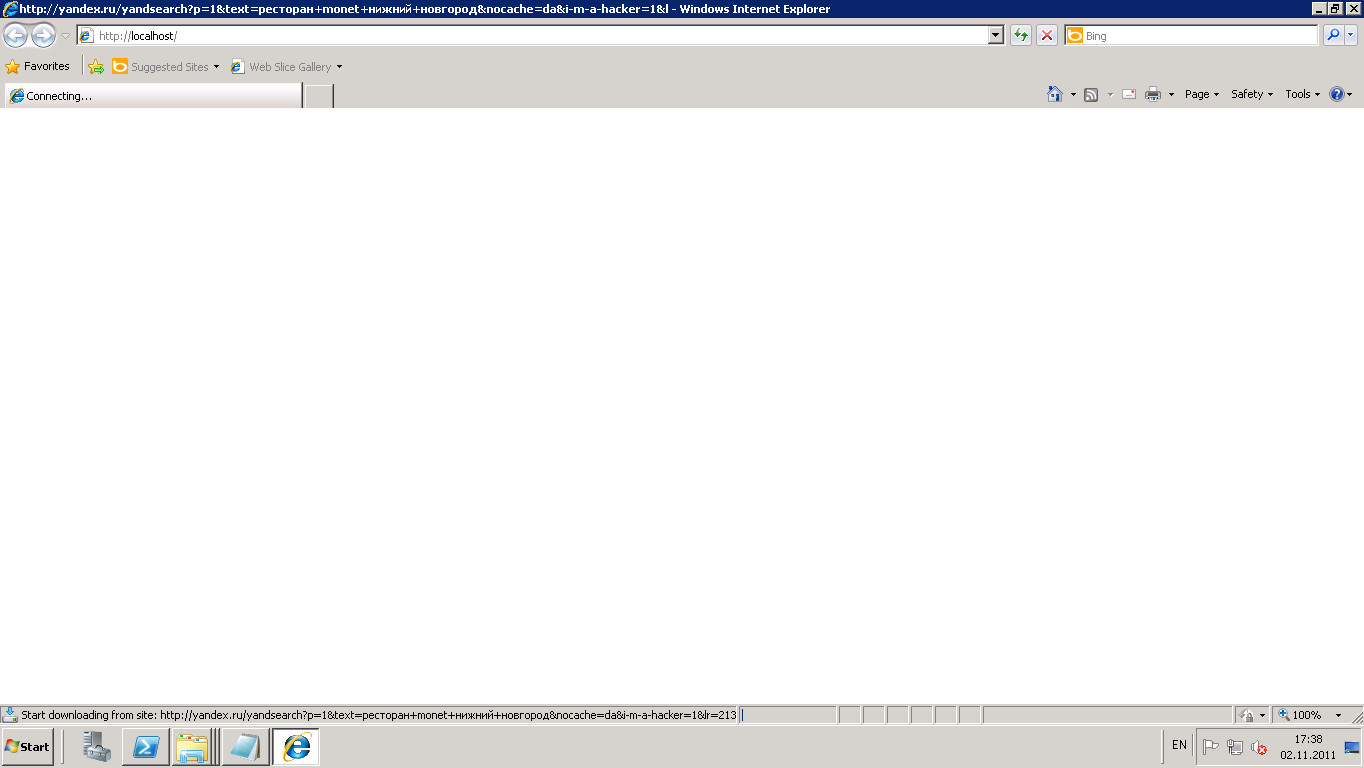 http://yandex.ru/yandsearch?p=1&text=ресторан+monet+нижний+новгород&nocache=da&i-m-a-hacker=1&l - Windows Internet Explorer
http://localhost/
Bing
Favorites
Suggested Sites
Web Slice Gallery
Connecting...
Page
Safety
Tools
Start downloading from site: http://yandex.ru/yandsearch?p=1&text=ресторан+monet+нижний+новгород&nocache=da&i-m-a-hacker=1&lr=213
100%
Start
EN
17:38
02.11.2011